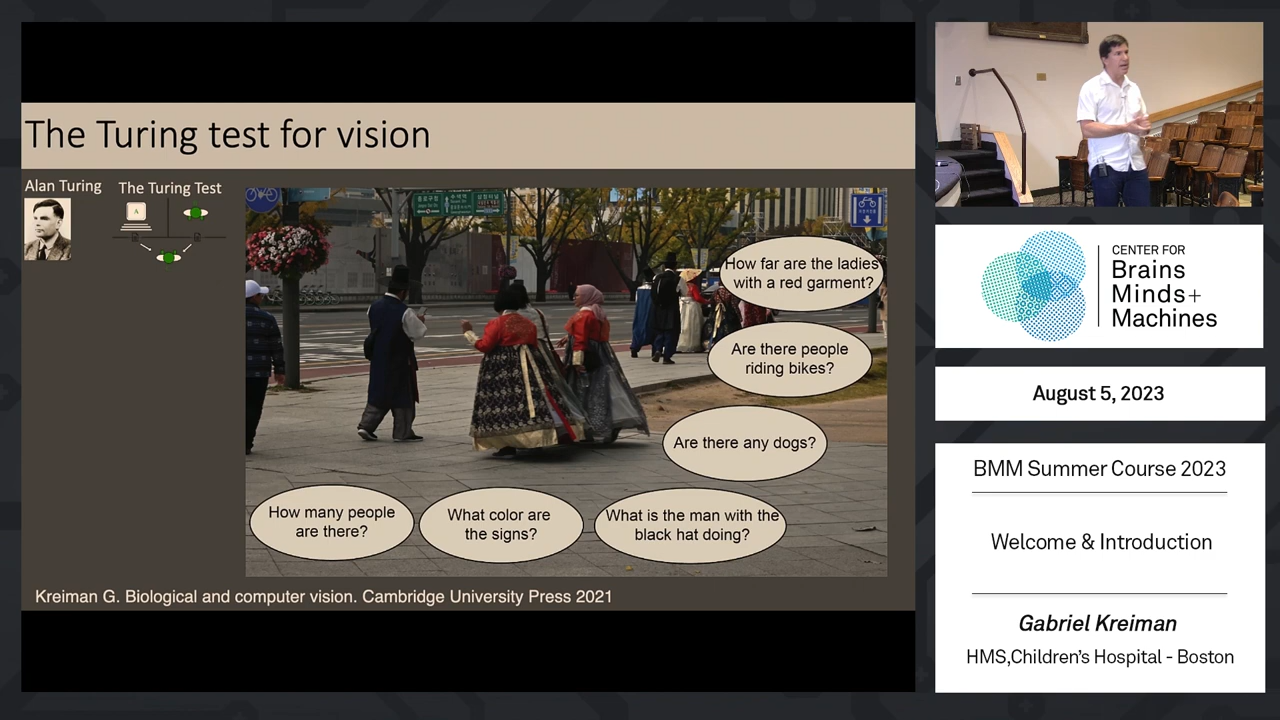 The Turing test for vision
Alan Turing
The Turing Test
A
How far are the ladies
with a red garment?
Are there people
riding bikes?
Are there any dogs?
How many people
are there?
What color are
the signs?
What is the man with the
black hat doing?
Kreiman G. Biological and computer vision. Cambridge University Press 2021
CENTER FOR
Brains
Minds+
Machines
August 5, 2023
BMM Summer Course 2023
Welcome & Introduction
Gabriel Kreiman
HMS,Children's Hospital - Boston